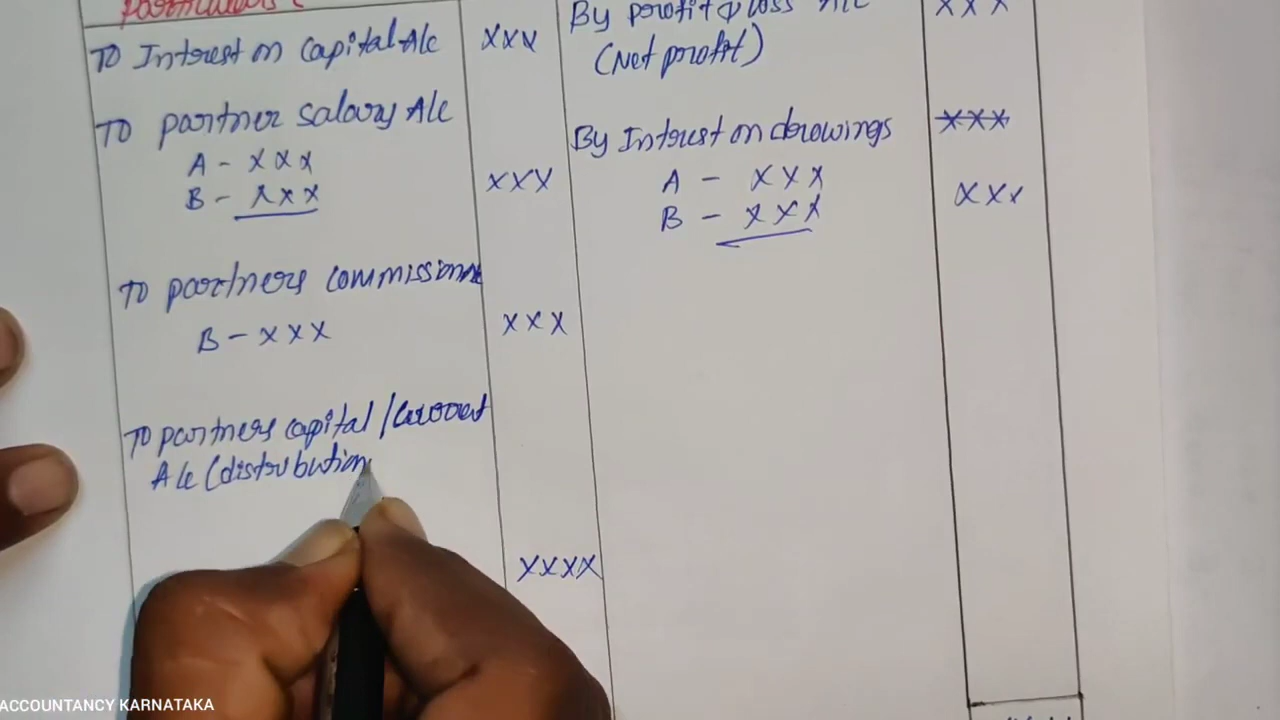 Particulars
To Interest on Capital A/c xxx
To partner salary A/c
A - xxx
B - xxx xxx
To partners commission
B - xxx xxx
To partners capital / Current
A/c (distribution
xxxx
By profit & loss A/c xxx
(Net profit)
By Interest on drawings xxx
A - xxx
B - xxx xxx
ACCOUNTANCY KARNATAKA